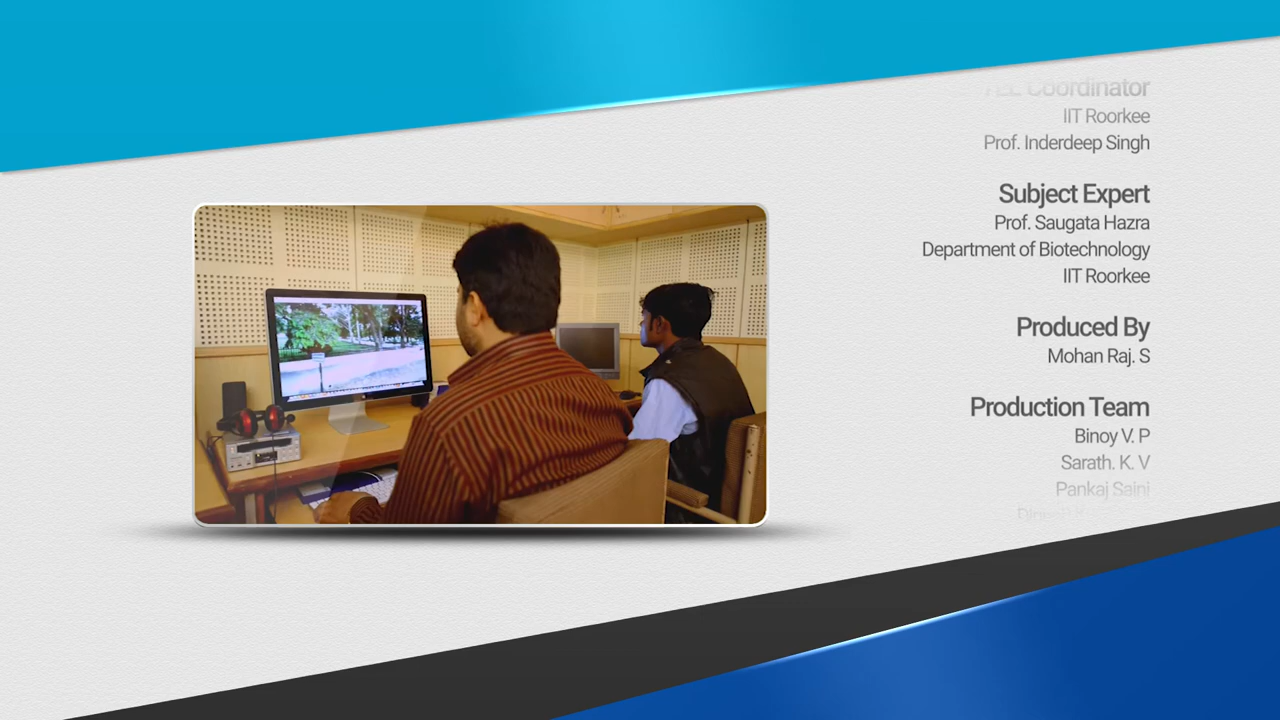 Coordinator
IIT Roorkee
Prof. Inderdeep Singh
Subject Expert
Prof. Saugata Hazra
Department of Biotechnology
IIT Roorkee
Produced By
Mohan Raj. S
Production Team
Binoy V. P
Sarath. K. V
Pankaj Saini